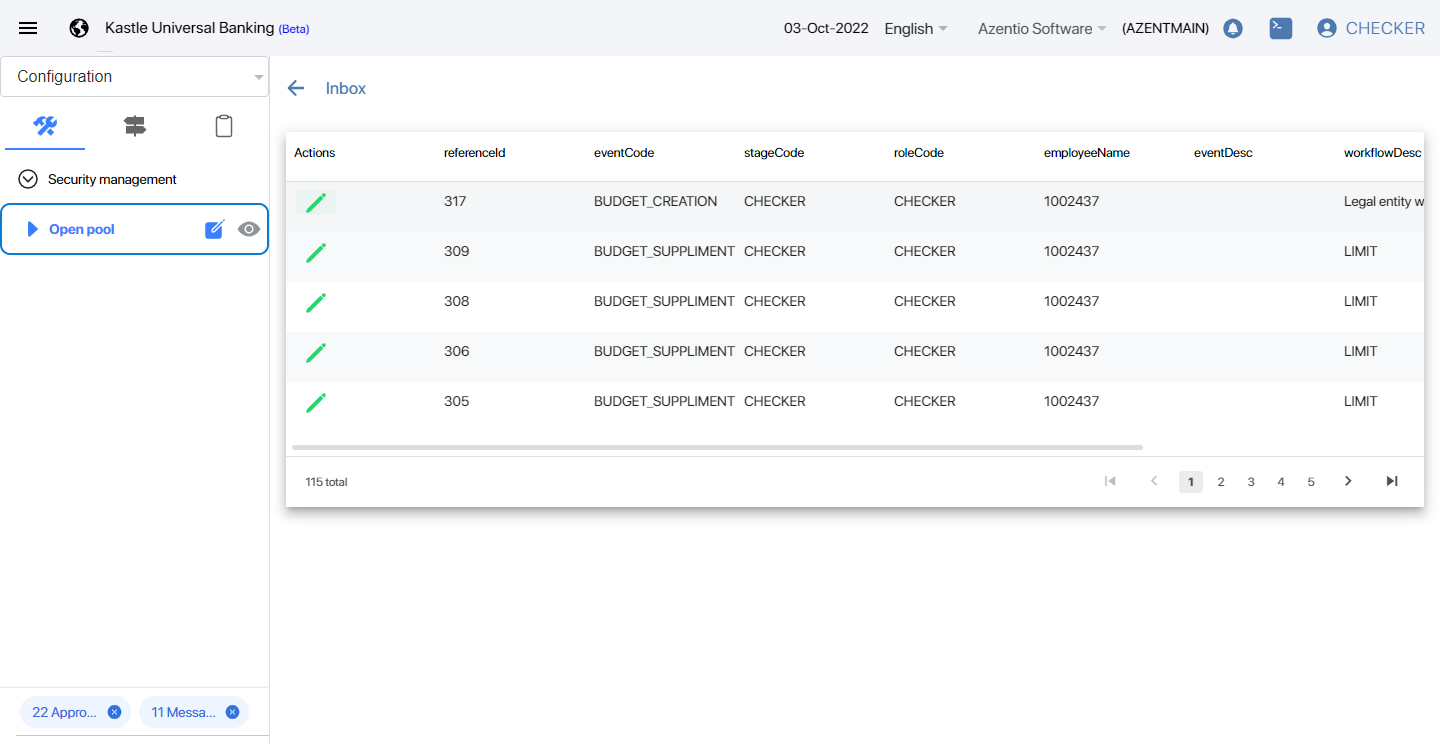 Kastle Universal Banking (Beta) 03-Oct-2022 English Azentio Software (AZENTMAIN) CHECKER
Configuration
Security management
Open pool
22 Appro... 11 Messa...
Inbox
Actions referenceId eventCode stageCode roleCode employeeName eventDesc workflowDesc
317 BUDGET_CREATION CHECKER CHECKER 1002437 Legal entity w
309 BUDGET_SUPPLIMENT CHECKER CHECKER 1002437 LIMIT
308 BUDGET_SUPPLIMENT CHECKER CHECKER 1002437 LIMIT
306 BUDGET_SUPPLIMENT CHECKER CHECKER 1002437 LIMIT
305 BUDGET_SUPPLIMENT CHECKER CHECKER 1002437 LIMIT
115 total 1 2 3 4 5